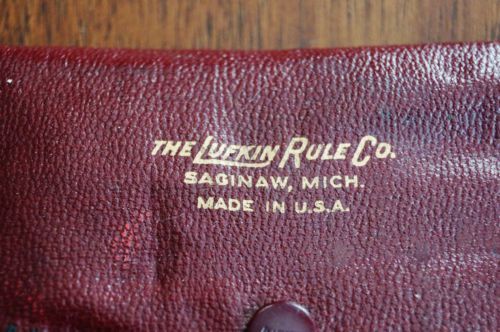 THE LUFKIN RULE CO.
SAGINAW, MICH.
MADE IN U.S.A.